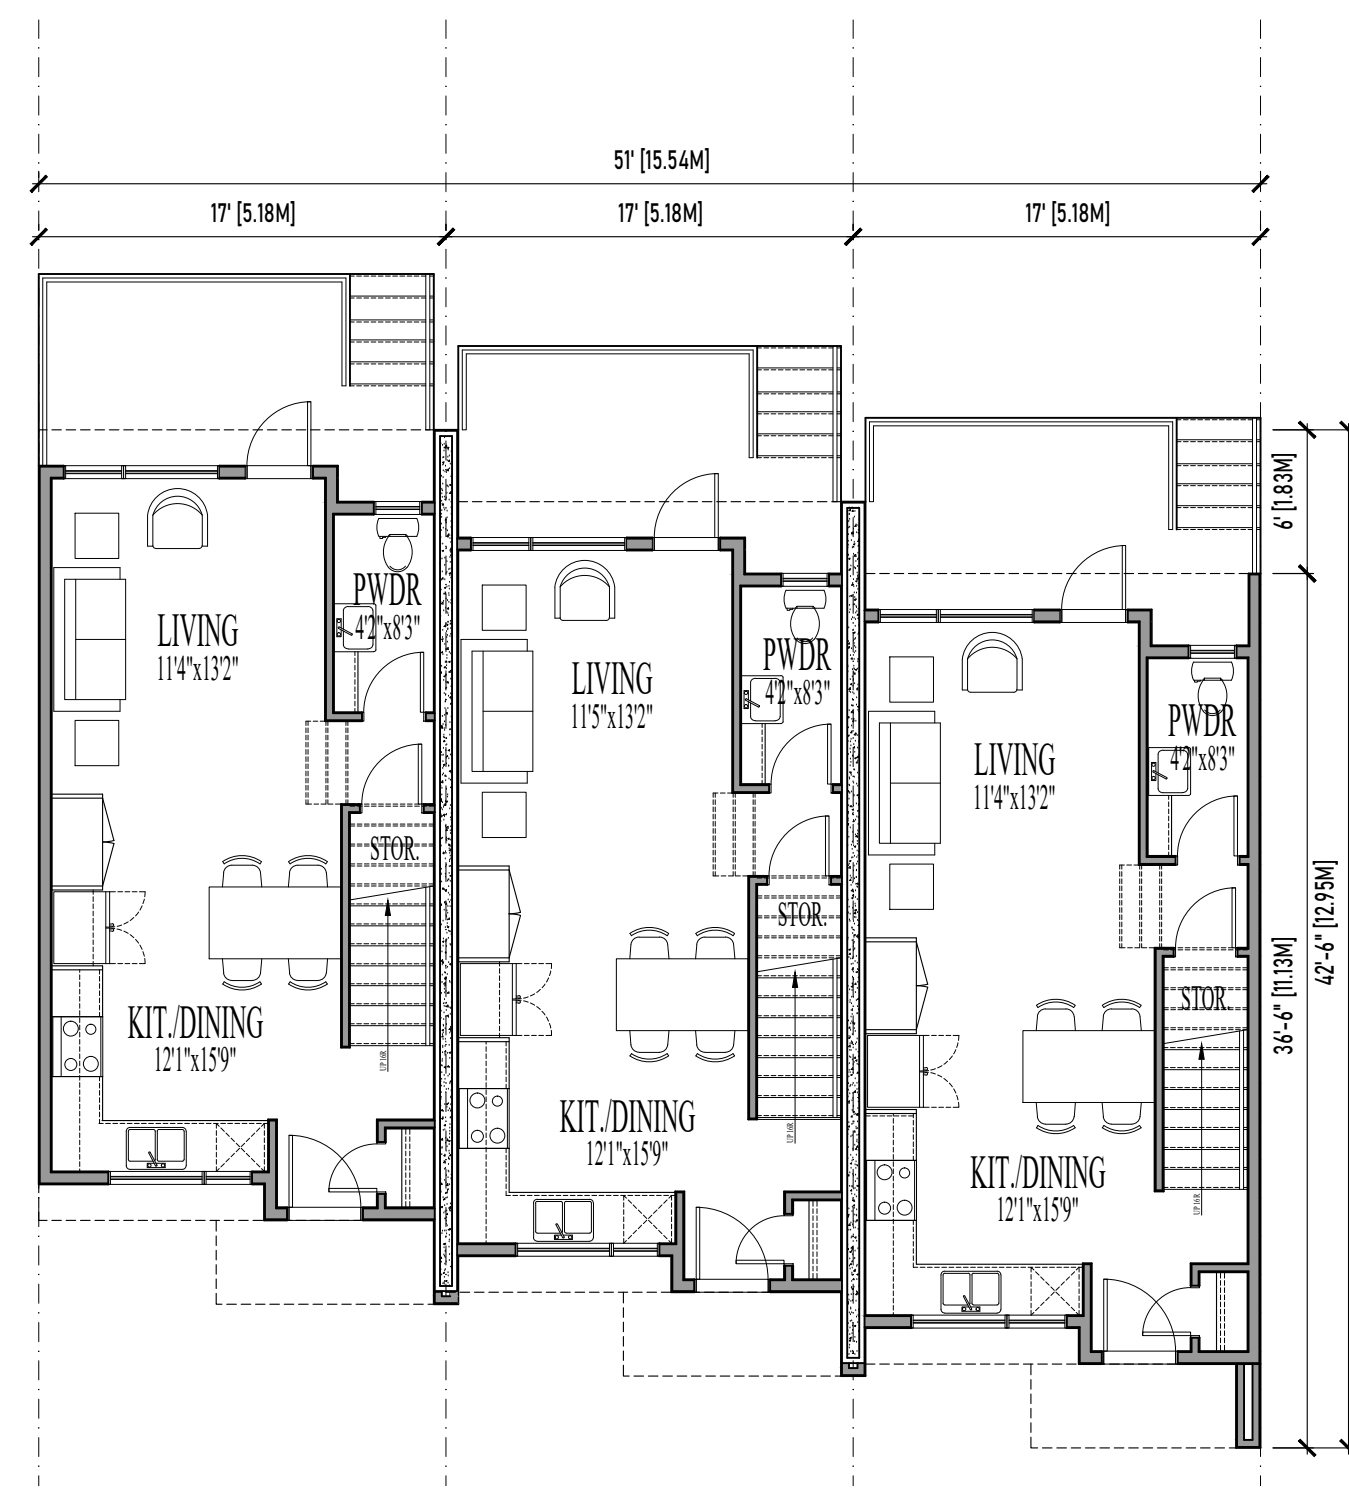 51' [15.54M]
17' [5.18M]
17' [5.18M]
17' [5.18M]
6' [1.83M]
36'-6" [11.13M]
42'-6" [12.95M]
LIVING
11'4"x13'2"
PWDR
4'2"x8'3"
STOR.
UP 16R
KIT./DINING
12'1"x15'9"
LIVING
11'5"x13'2"
PWDR
4'2"x8'3"
STOR.
UP 16R
KIT./DINING
12'1"x15'9"
LIVING
11'4"x13'2"
PWDR
4'2"x8'3"
STOR.
UP 16R
KIT./DINING
12'1"x15'9"